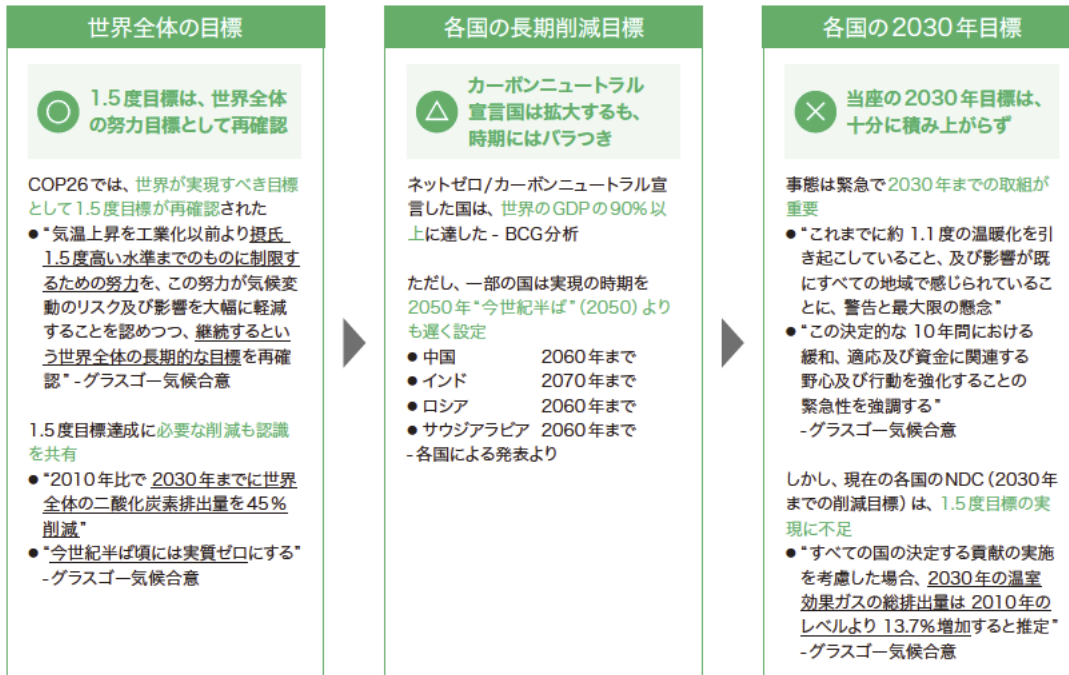 世界全体の目標
1.5度目標は、世界全体
の努力目標として再確認
COP26では、世界が実現すべき目標
として1.5度目標が再確認された
●“気温上昇を工業化以前より摂氏
1.5度高い水準までのものに制限す
るための努力を、この努力が気候変
動のリスク及び影響を大幅に軽減
することを認めつつ、継続するとい
う世界全体の長期的な目標を再確
認” -グラスゴー気候合意
1.5度目標達成に必要な削減も認識
を共有
●“2010年比で 2030年までに世界
全体の二酸化炭素排出量を45%
削減”
●“今世紀半ば頃には実質ゼロにする”
-グラスゴー気候合意
各国の長期削減目標
カーボンニュートラル
宣言国は拡大するも、
時期にはバラつき
ネットゼロ/カーボンニュートラル宣
言した国は、世界のGDPの90%以
上に達した - BCG分析
ただし、一部の国は実現の時期を
2050年“今世紀半ば”(2050)より
も遅く設定
●中国 2060年まで
●インド 2070年まで
●ロシア 2060年まで
●サウジアラビア 2060年まで
-各国による発表より
各国の2030年目標
当座の2030年目標は、
十分に積み上がらず
事態は緊急で2030年までの取組が
重要
●“これまでに約 1.1度の温暖化を引
き起こしていること、及び影響が既
にすべての地域で感じられているこ
とに、警告と最大限の懸念”
●“この決定的な 10年間における
緩和、適応及び資金に関連する
野心及び行動を強化することの
緊急性を強調する”
-グラスゴー気候合意
しかし、現在の各国のNDC(2030年
までの削減目標)は、1.5度目標の実
現に不足
●“すべての国の決定する貢献の実施
を考慮した場合、2030年の温室
効果ガスの総排出量は 2010年の
レベルより 13.7%増加すると推定”
-グラスゴー気候合意